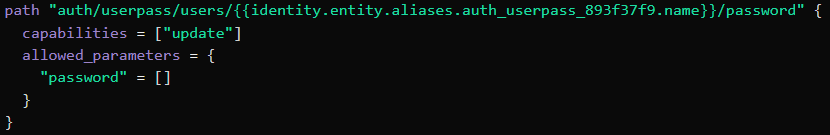 path "auth/userpass/users/{{identity.entity.aliases.auth_userpass_893f37f9.name}}/password" {
  capabilities = ["update"]
  allowed_parameters = {
    "password" = []
  }
}